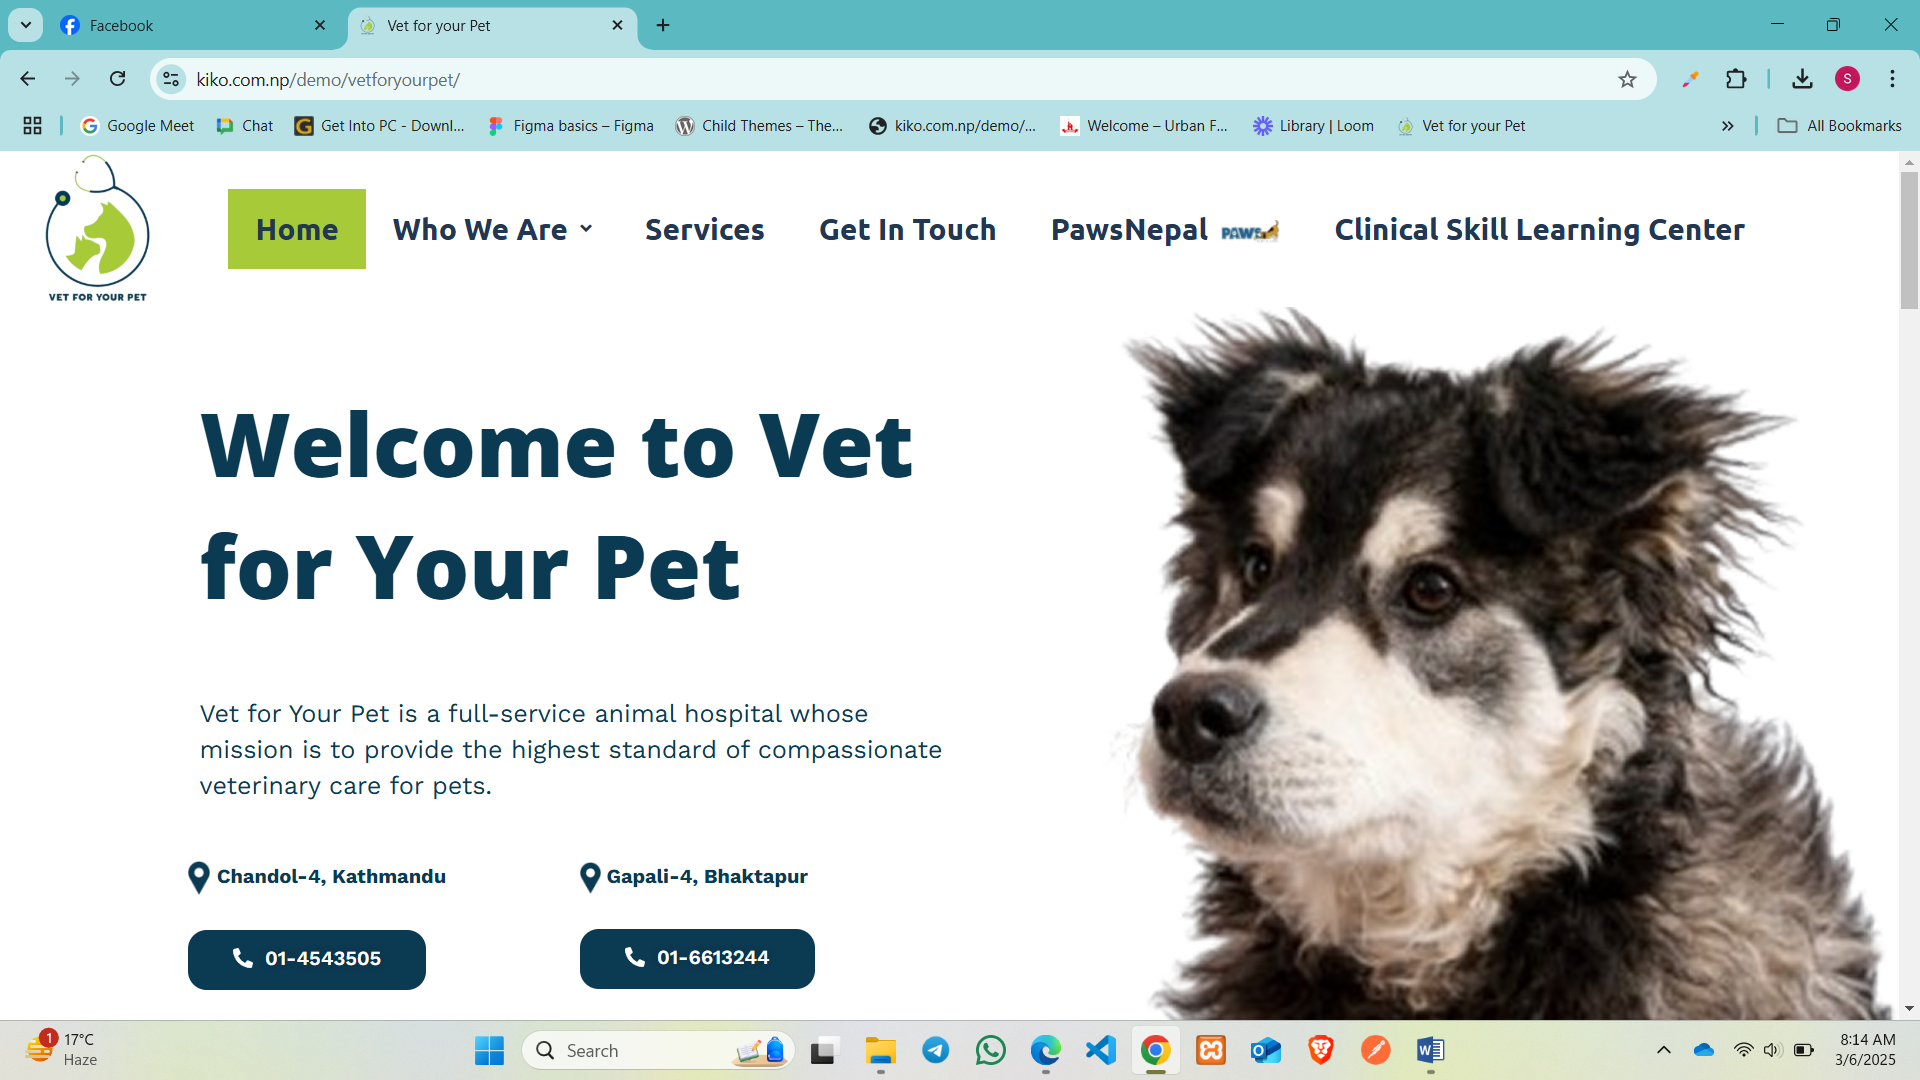 Facebook
Vet for your Pet
kiko.com.np/demo/vetforyourpet/
S
Google Meet
Chat
Get Into PC - Downl...
Figma basics – Figma
Child Themes – The...
kiko.com.np/demo/...
Welcome – Urban F...
Library | Loom
Vet for your Pet
All Bookmarks
VET FOR YOUR PET
Home
Who We Are
Services
Get In Touch
PawsNepal
PAWS
Clinical Skill Learning Center
Welcome to Vet
for Your Pet
Vet for Your Pet is a full-service animal hospital whose
mission is to provide the highest standard of compassionate
veterinary care for pets.
Chandol-4, Kathmandu
Gapali-4, Bhaktapur
01-4543505
01-6613244
1
17°C
Haze
Search
8:14 AM
3/6/2025